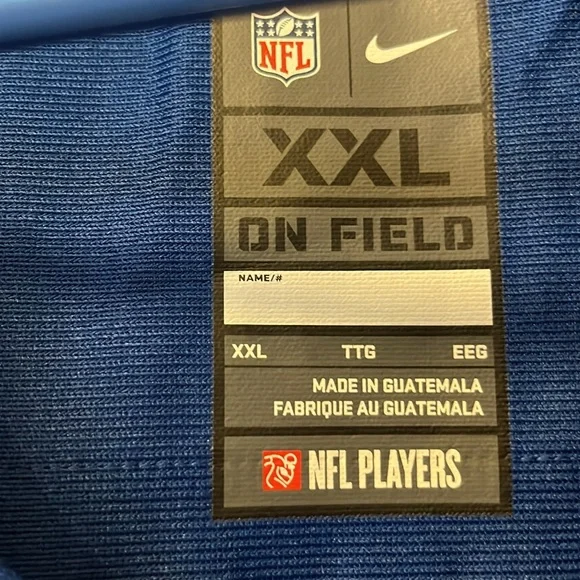 NFL
XXL
ON FIELD
NAME/#
XXL TTG EEG
MADE IN GUATEMALA
FABRIQUE AU GUATEMALA
NFL PLAYERS